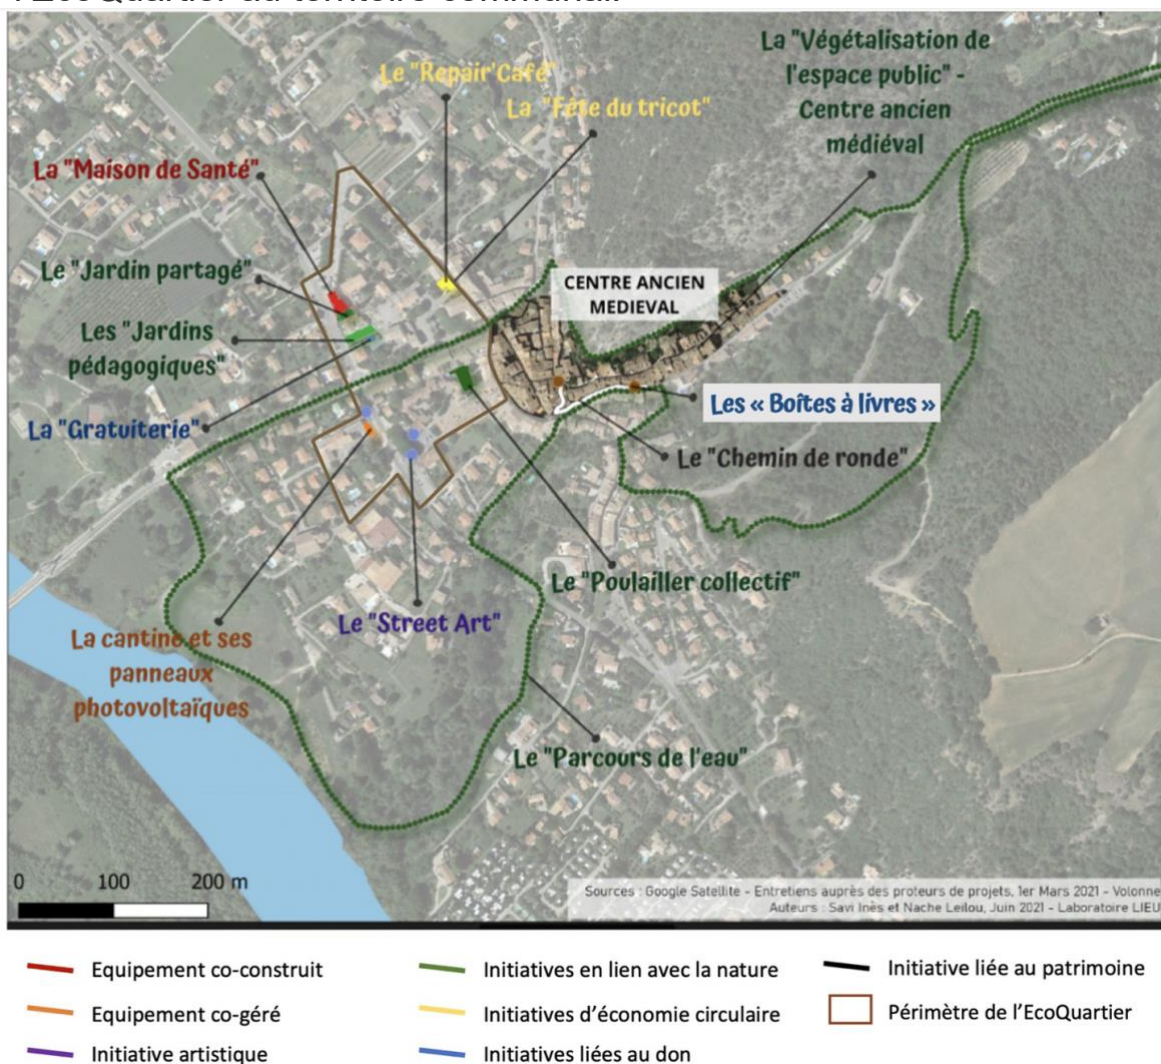 l'EcoQuartier au territoire communal.
Le "Repair'Café"
La "Fête du tricot"
La "Végétalisation de
l'espace public" -
Centre ancien
médiéval
La "Maison de Santé"
Le "Jardin partagé"
CENTRE ANCIEN
MEDIEVAL
Les "Jardins
pédagogiques"
Les « Boîtes à livres »
La "Gratuiterie"
Le "Chemin de ronde"
Le "Poulailler collectif"
Le "Street Art"
La cantine et ses
panneaux
photovoltaïques
Le "Parcours de l'eau"
0 100 200 m
Sources : Google Satellite - Entretiens auprès des proteurs de projets, 1er Mars 2021 - Volonne
Auteurs : Savi Inès et Nache Leilou, Juin 2021 - Laboratoire LIEU
Equipement co-construit
Initiatives en lien avec la nature
Initiative liée au patrimoine
Equipement co-géré
Initiatives d'économie circulaire
Périmètre de l'EcoQuartier
Initiative artistique
Initiatives liées au don